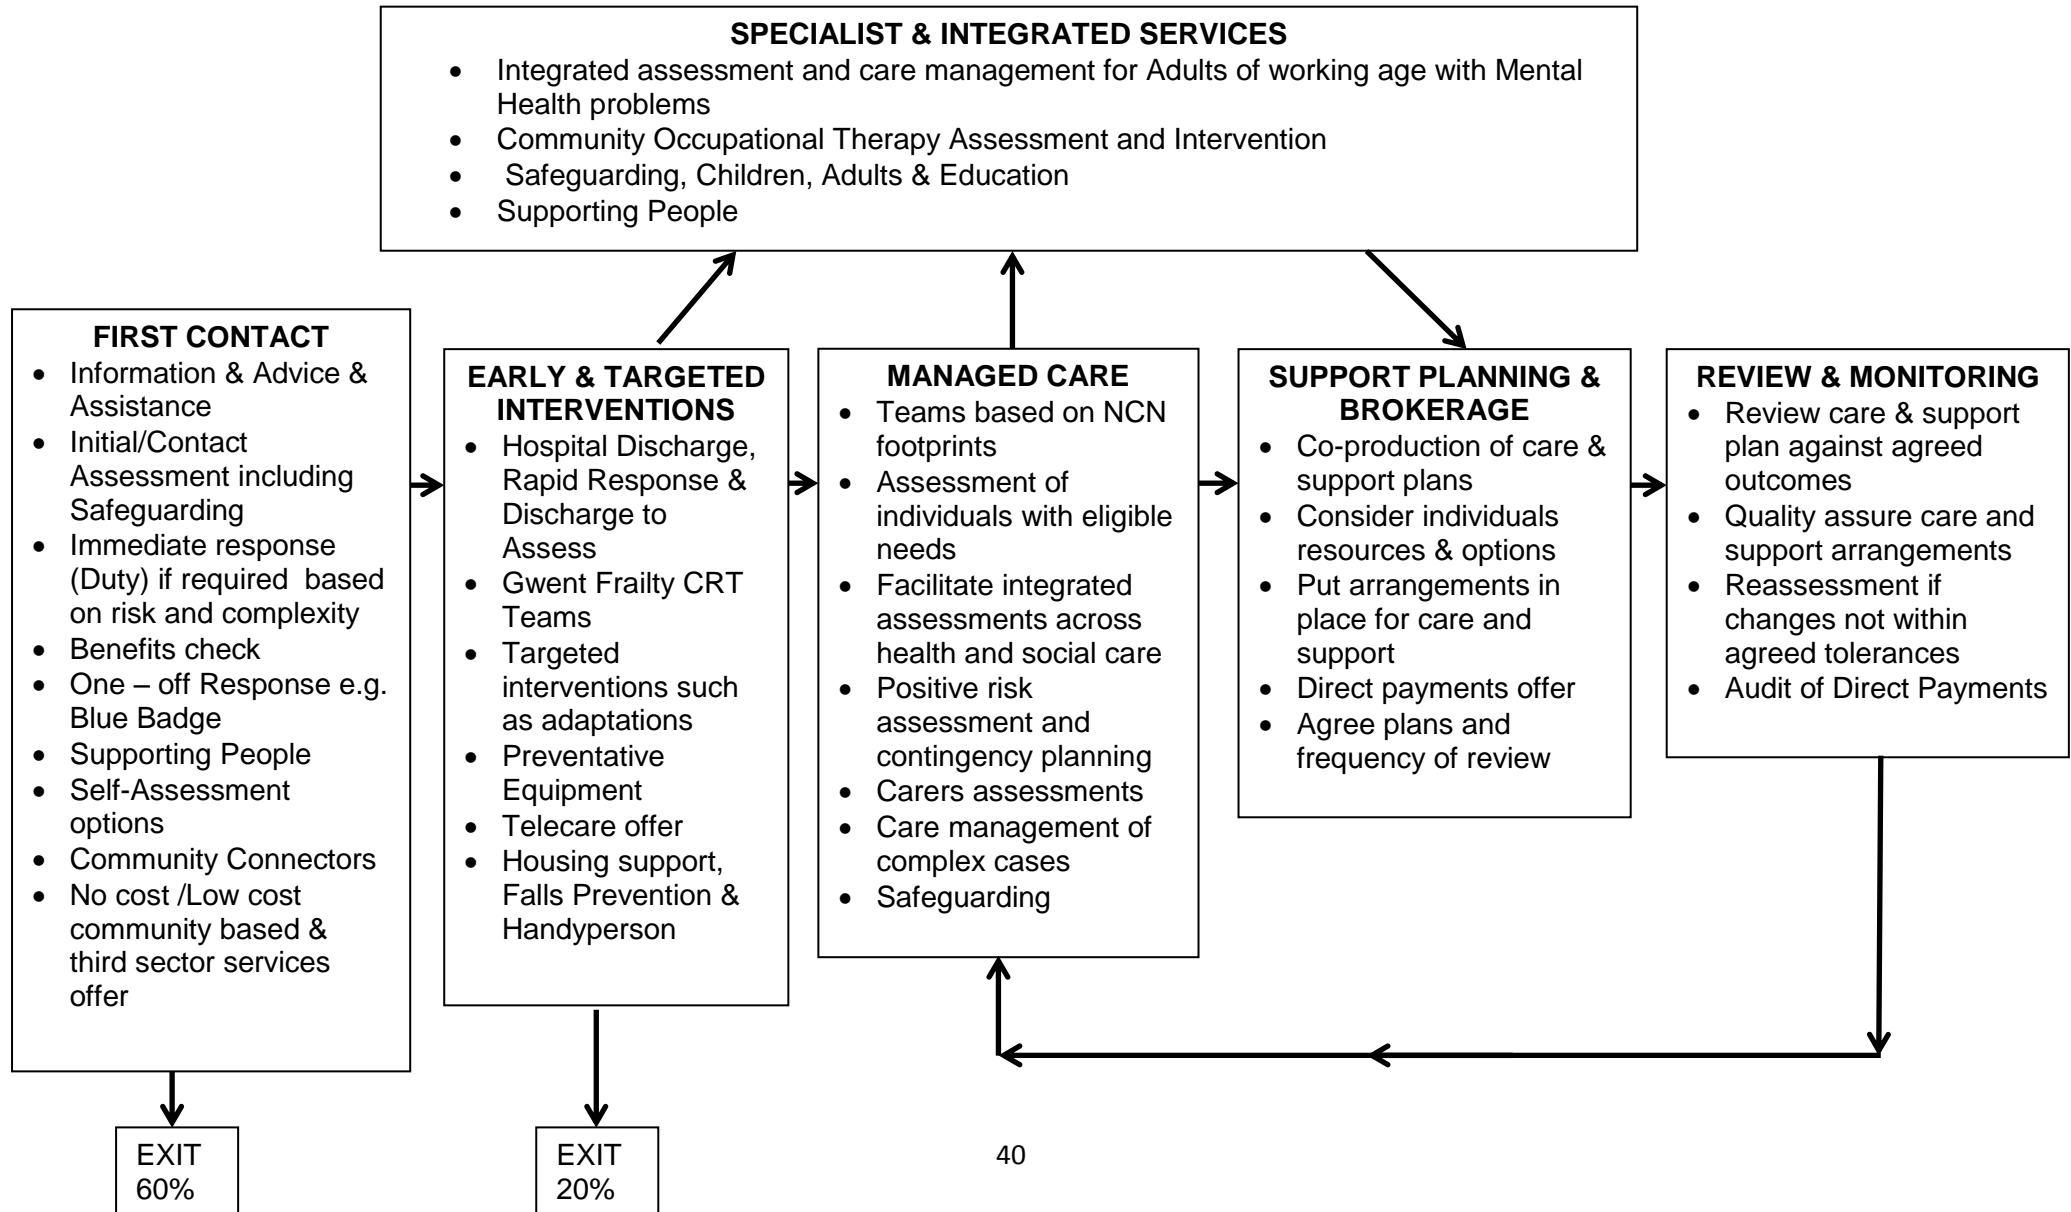 SPECIALIST & INTEGRATED SERVICES
• Integrated assessment and care management for Adults of working age with Mental
Health problems
• Community Occupational Therapy Assessment and Intervention
• Safeguarding, Children, Adults & Education
• Supporting People
FIRST CONTACT
• Information & Advice &
Assistance
• Initial/Contact
Assessment including
Safeguarding
• Immediate response
(Duty) if required based
on risk and complexity
• Benefits check
• One – off Response e.g.
Blue Badge
• Supporting People
• Self-Assessment
options
• Community Connectors
• No cost /Low cost
community based &
third sector services
offer
EARLY & TARGETED
INTERVENTIONS
• Hospital Discharge,
Rapid Response &
Discharge to
Assess
• Gwent Frailty CRT
Teams
• Targeted
interventions such
as adaptations
• Preventative
Equipment
• Telecare offer
• Housing support,
Falls Prevention &
Handyperson
MANAGED CARE
• Teams based on NCN
footprints
• Assessment of
individuals with eligible
needs
• Facilitate integrated
assessments across
health and social care
• Positive risk
assessment and
contingency planning
• Carers assessments
• Care management of
complex cases
• Safeguarding
SUPPORT PLANNING &
BROKERAGE
• Co-production of care &
support plans
• Consider individuals
resources & options
• Put arrangements in
place for care and
support
• Direct payments offer
• Agree plans and
frequency of review
REVIEW & MONITORING
• Review care & support
plan against agreed
outcomes
• Quality assure care and
support arrangements
• Reassessment if
changes not within
agreed tolerances
• Audit of Direct Payments
EXIT
60%
EXIT
20%
40